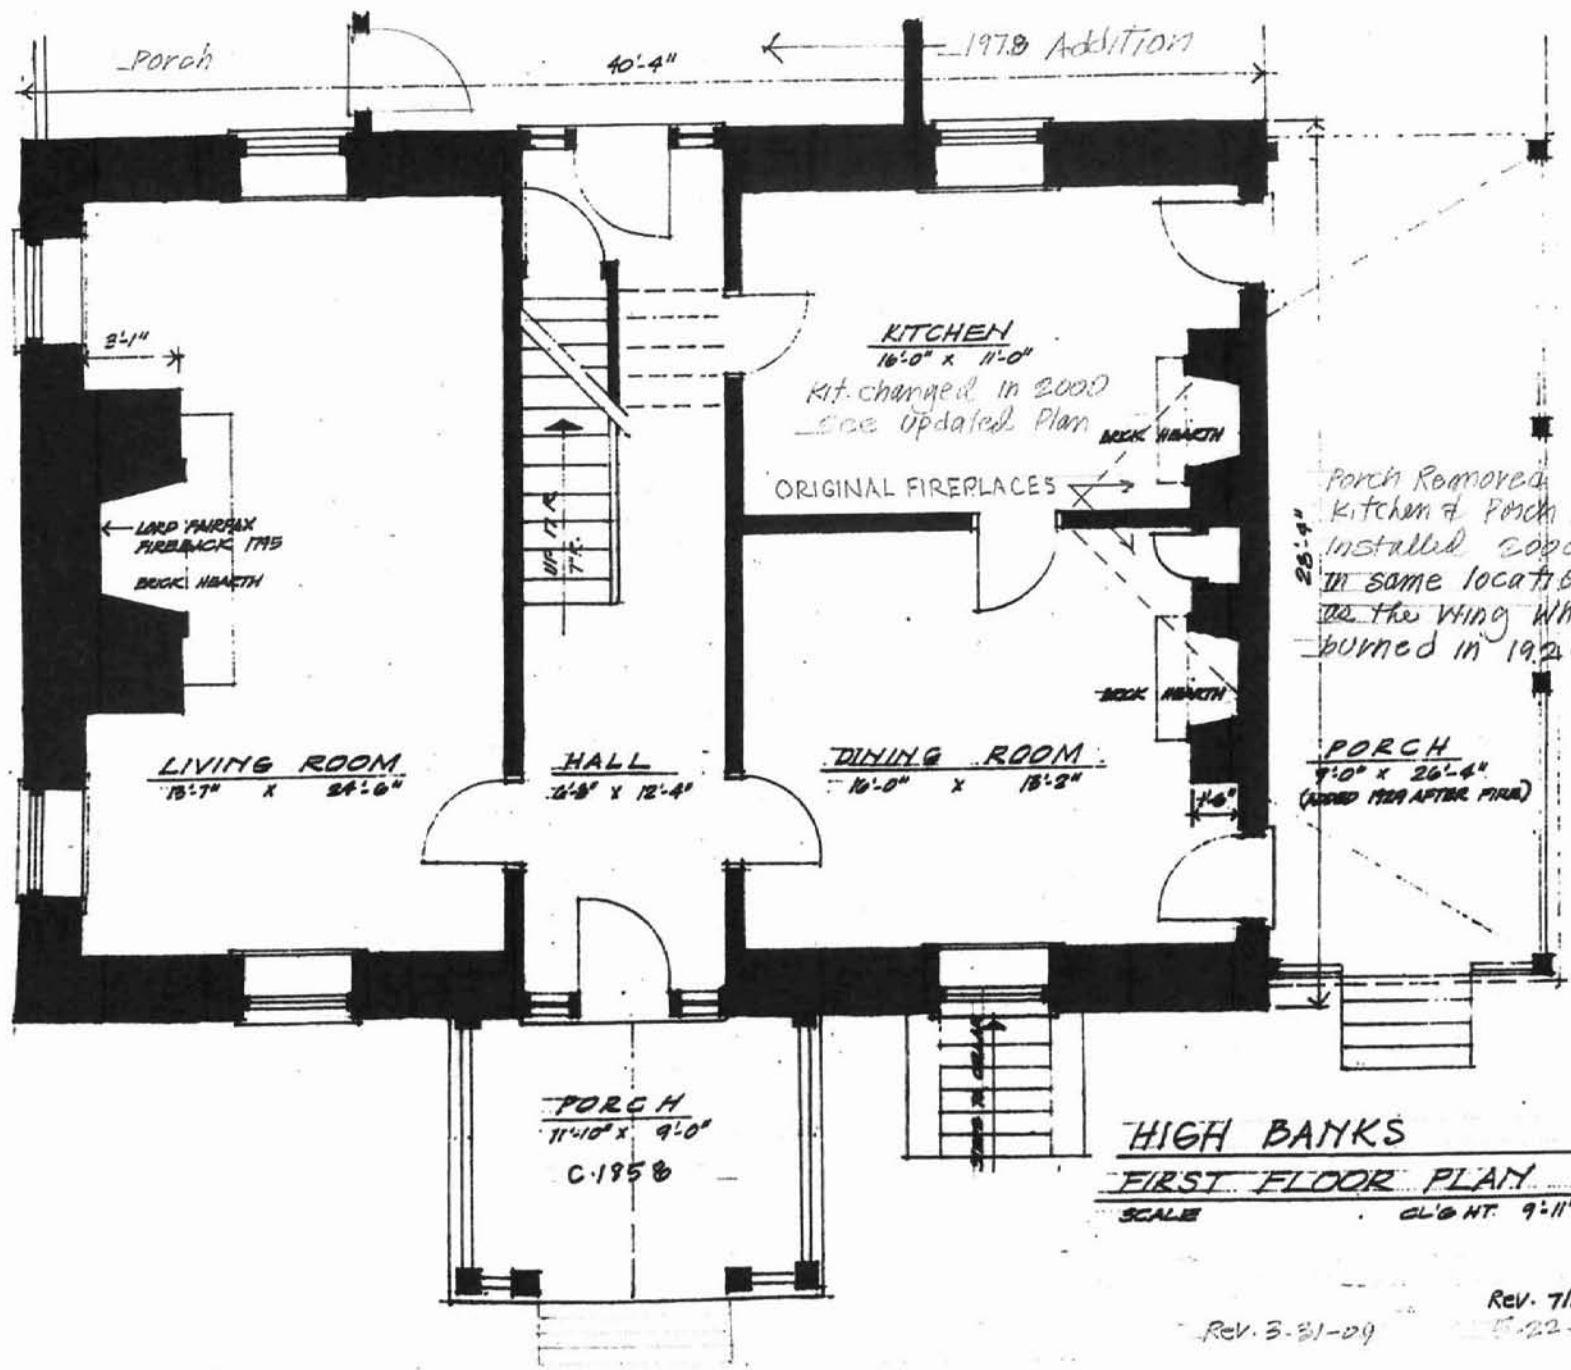 Porch
40'-4"
1978 Addition
3'-1"
KITCHEN
16'-0" x 11'-0"
Kit. changed in 2000
see updated Plan
BRICK HEARTH
ORIGINAL FIREPLACES
LORD FAIRFAX
FIREBACK 1795
BRICK HEARTH
UP 17 R.
28'-4"
Porch Removed
Kitchen & Porch
installed 200
in same locati
as the wing wh
burned in 192
BRICK HEARTH
LIVING ROOM
13'-7" x 24'-6"
HALL
6'-8" x 12'-4"
DINING ROOM
16'-0" x 13'-2"
1'-6"
PORCH
9'-0" x 26'-4"
(ADDED 1929 AFTER FIRE)
PORCH
11'-10" x 9'-0"
C.1858
HIGH BANKS
FIRST FLOOR PLAN
SCALE CL'G HT. 9'-11"
Rev. 7/
Rev. 3-31-09